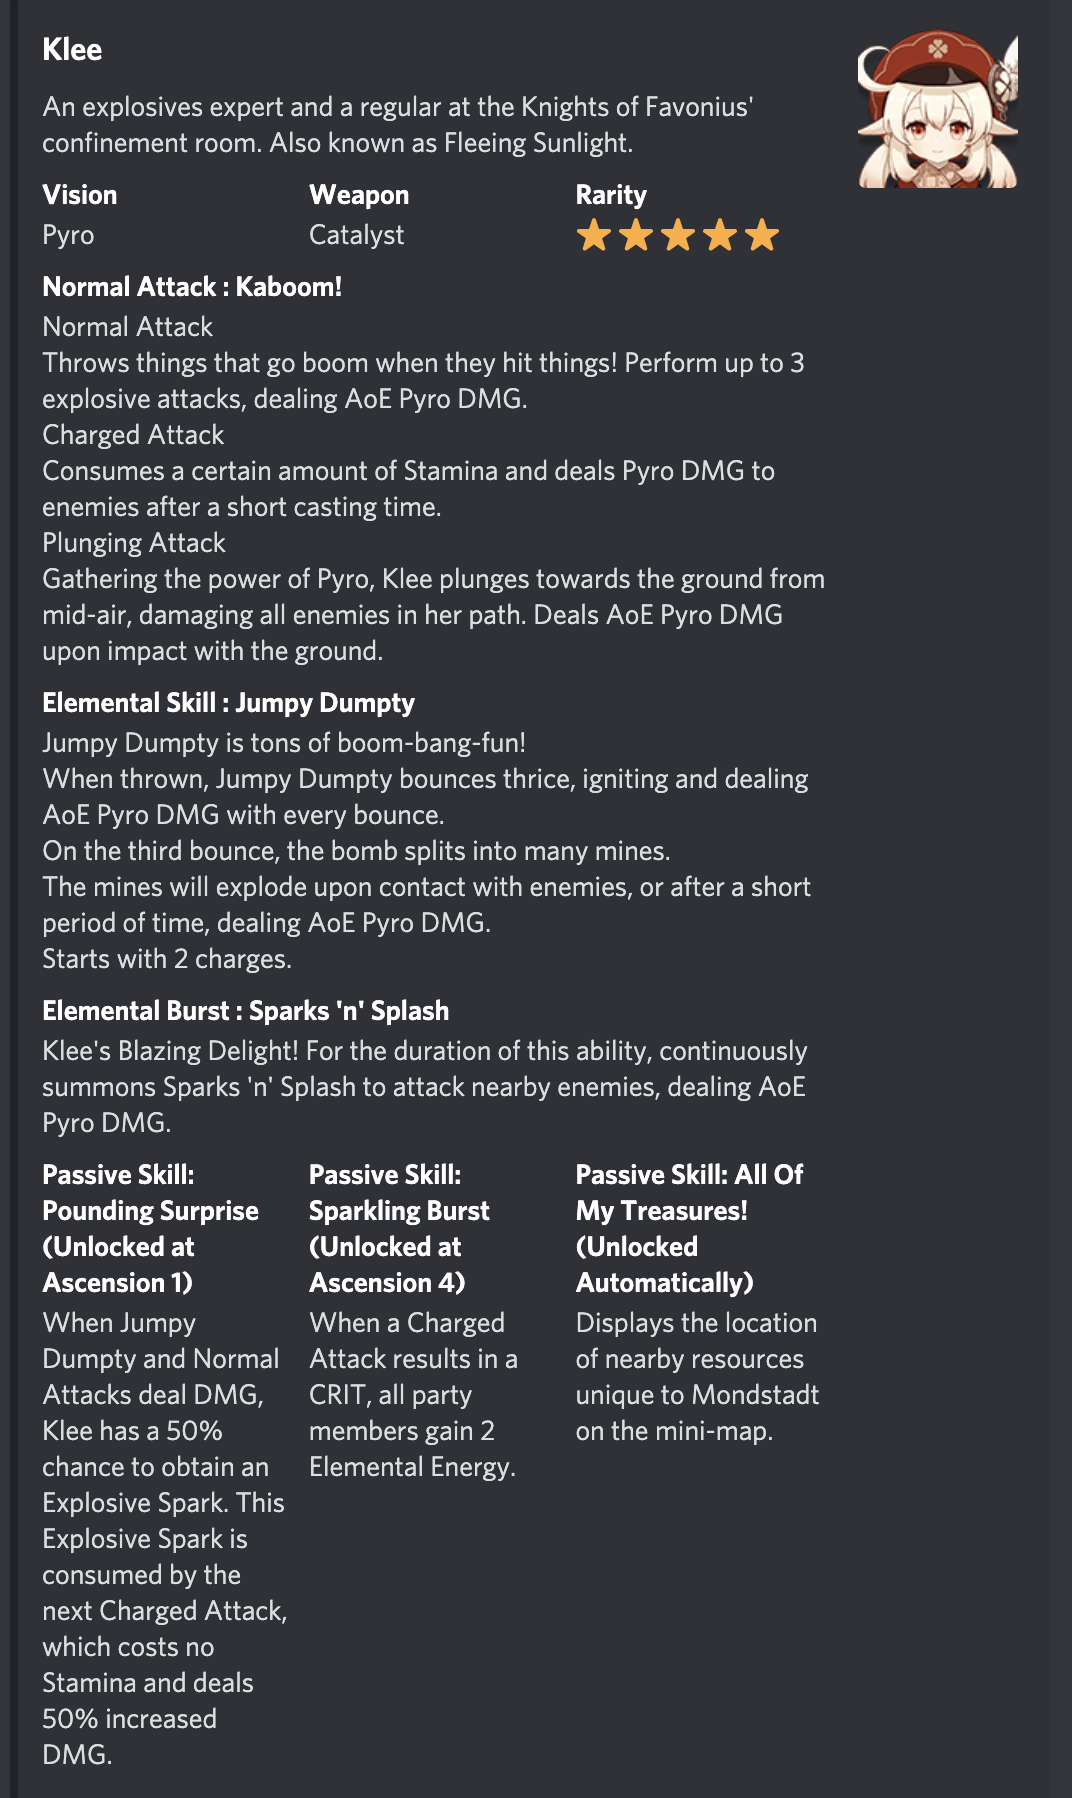 Klee
An explosives expert and a regular at the Knights of Favonius'
confinement room. Also known as Fleeing Sunlight.
Vision
Pyro
Weapon
Catalyst
Rarity
Normal Attack : Kaboom!
Normal Attack
Throws things that go boom when they hit things! Perform up to 3
explosive attacks, dealing AoE Pyro DMG.
Charged Attack
Consumes a certain amount of Stamina and deals Pyro DMG to
enemies after a short casting time.
Plunging Attack
Gathering the power of Pyro, Klee plunges towards the ground from
mid-air, damaging all enemies in her path. Deals AoE Pyro DMG
upon impact with the ground.
Elemental Skill : Jumpy Dumpty
Jumpy Dumpty is tons of boom-bang-fun!
When thrown, Jumpy Dumpty bounces thrice, igniting and dealing
AoE Pyro DMG with every bounce.
On the third bounce, the bomb splits into many mines.
The mines will explode upon contact with enemies, or after a short
period of time, dealing AoE Pyro DMG.
Starts with 2 charges.
Elemental Burst : Sparks 'n' Splash
Klee's Blazing Delight! For the duration of this ability, continuously
summons Sparks 'n' Splash to attack nearby enemies, dealing AoE
Pyro DMG.
Passive Skill:
Pounding Surprise
(Unlocked at
Ascension 1)
When Jumpy
Dumpty and Normal
Attacks deal DMG,
Klee has a 50%
chance to obtain an
Explosive Spark. This
Explosive Spark is
consumed by the
next Charged Attack,
which costs no
Stamina and deals
50% increased
DMG.
Passive Skill:
Sparkling Burst
(Unlocked at
Ascension 4)
When a Charged
Attack results in a
CRIT, all party
members gain 2
Elemental Energy.
Passive Skill: All Of
My Treasures!
(Unlocked
Automatically)
Displays the location
of nearby resources
unique to Mondstadt
on the mini-map.